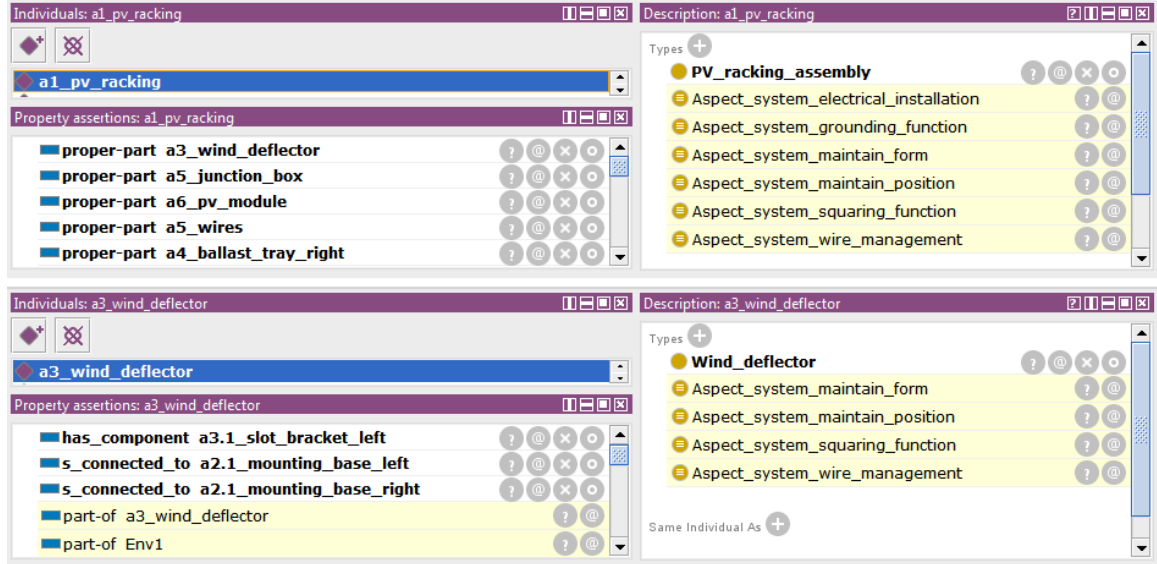 Individuals: a1_pv_racking
a1_pv_racking
Property assertions: a1_pv_racking
proper-part a3_wind_deflector
proper-part a5_junction_box
proper-part a6_pv_module
proper-part a5_wires
proper-part a4_ballast_tray_right
Description: a1_pv_racking
Types
PV_racking_assembly
Aspect_system_electrical_installation
Aspect_system_grounding_function
Aspect_system_maintain_form
Aspect_system_maintain_position
Aspect_system_squaring_function
Aspect_system_wire_management
Individuals: a3_wind_deflector
a3_wind_deflector
Property assertions: a3_wind_deflector
has_component a3.1_slot_bracket_left
s_connected_to a2.1_mounting_base_left
s_connected_to a2.1_mounting_base_right
part-of a3_wind_deflector
part-of Env1
Description: a3_wind_deflector
Types
Wind_deflector
Aspect_system_maintain_form
Aspect_system_maintain_position
Aspect_system_squaring_function
Aspect_system_wire_management
Same Individual As